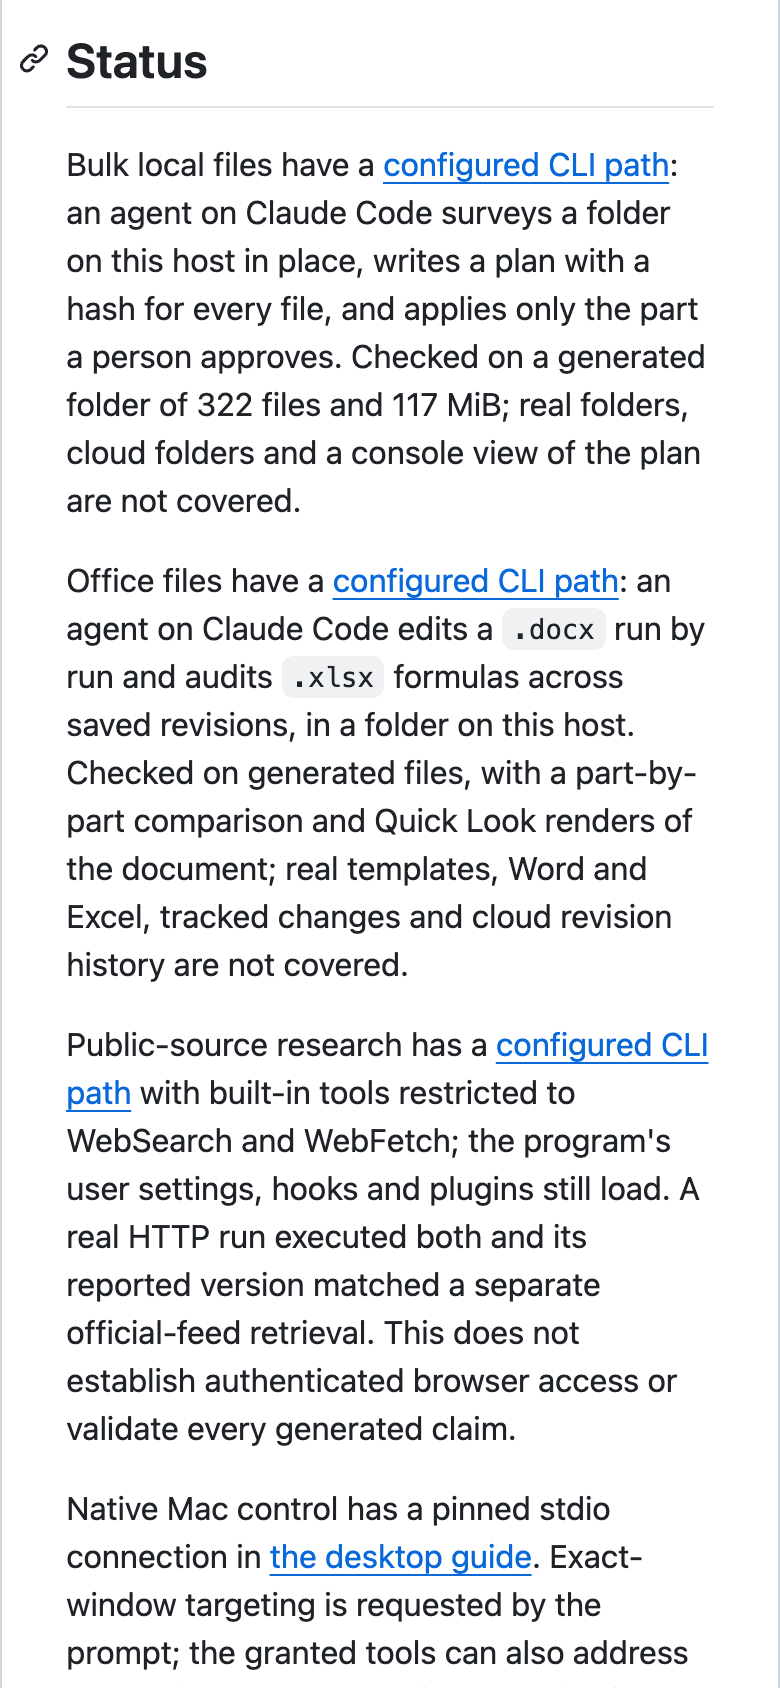 Status
Bulk local files have a configured CLI path:
an agent on Claude Code surveys a folder
on this host in place, writes a plan with a
hash for every file, and applies only the part
a person approves. Checked on a generated
folder of 322 files and 117 MiB; real folders,
cloud folders and a console view of the plan
are not covered.
Office files have a configured CLI path: an
agent on Claude Code edits a .docx run by
run and audits .xlsx formulas across
saved revisions, in a folder on this host.
Checked on generated files, with a part-by-
part comparison and Quick Look renders of
the document; real templates, Word and
Excel, tracked changes and cloud revision
history are not covered.
Public-source research has a configured CLI
path with built-in tools restricted to
WebSearch and WebFetch; the program's
user settings, hooks and plugins still load. A
real HTTP run executed both and its
reported version matched a separate
official-feed retrieval. This does not
establish authenticated browser access or
validate every generated claim.
Native Mac control has a pinned stdio
connection in the desktop guide. Exact-
window targeting is requested by the
prompt; the granted tools can also address